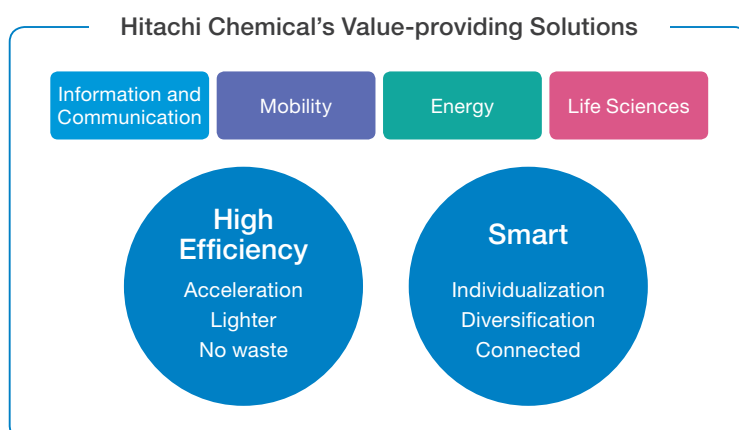 Hitachi Chemical's Value-providing Solutions
Information and
Communication
Mobility
Energy
Life Sciences
High
Efficiency
Acceleration
Lighter
No waste
Smart
Individualization
Diversification
Connected